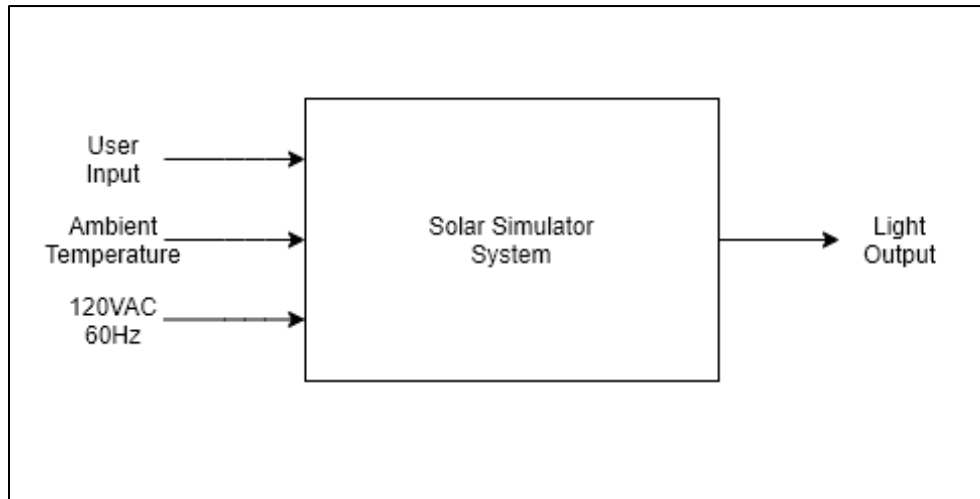 User
Input
Ambient
Temperature
120VAC
60Hz
Solar Simulator
System
Light
Output